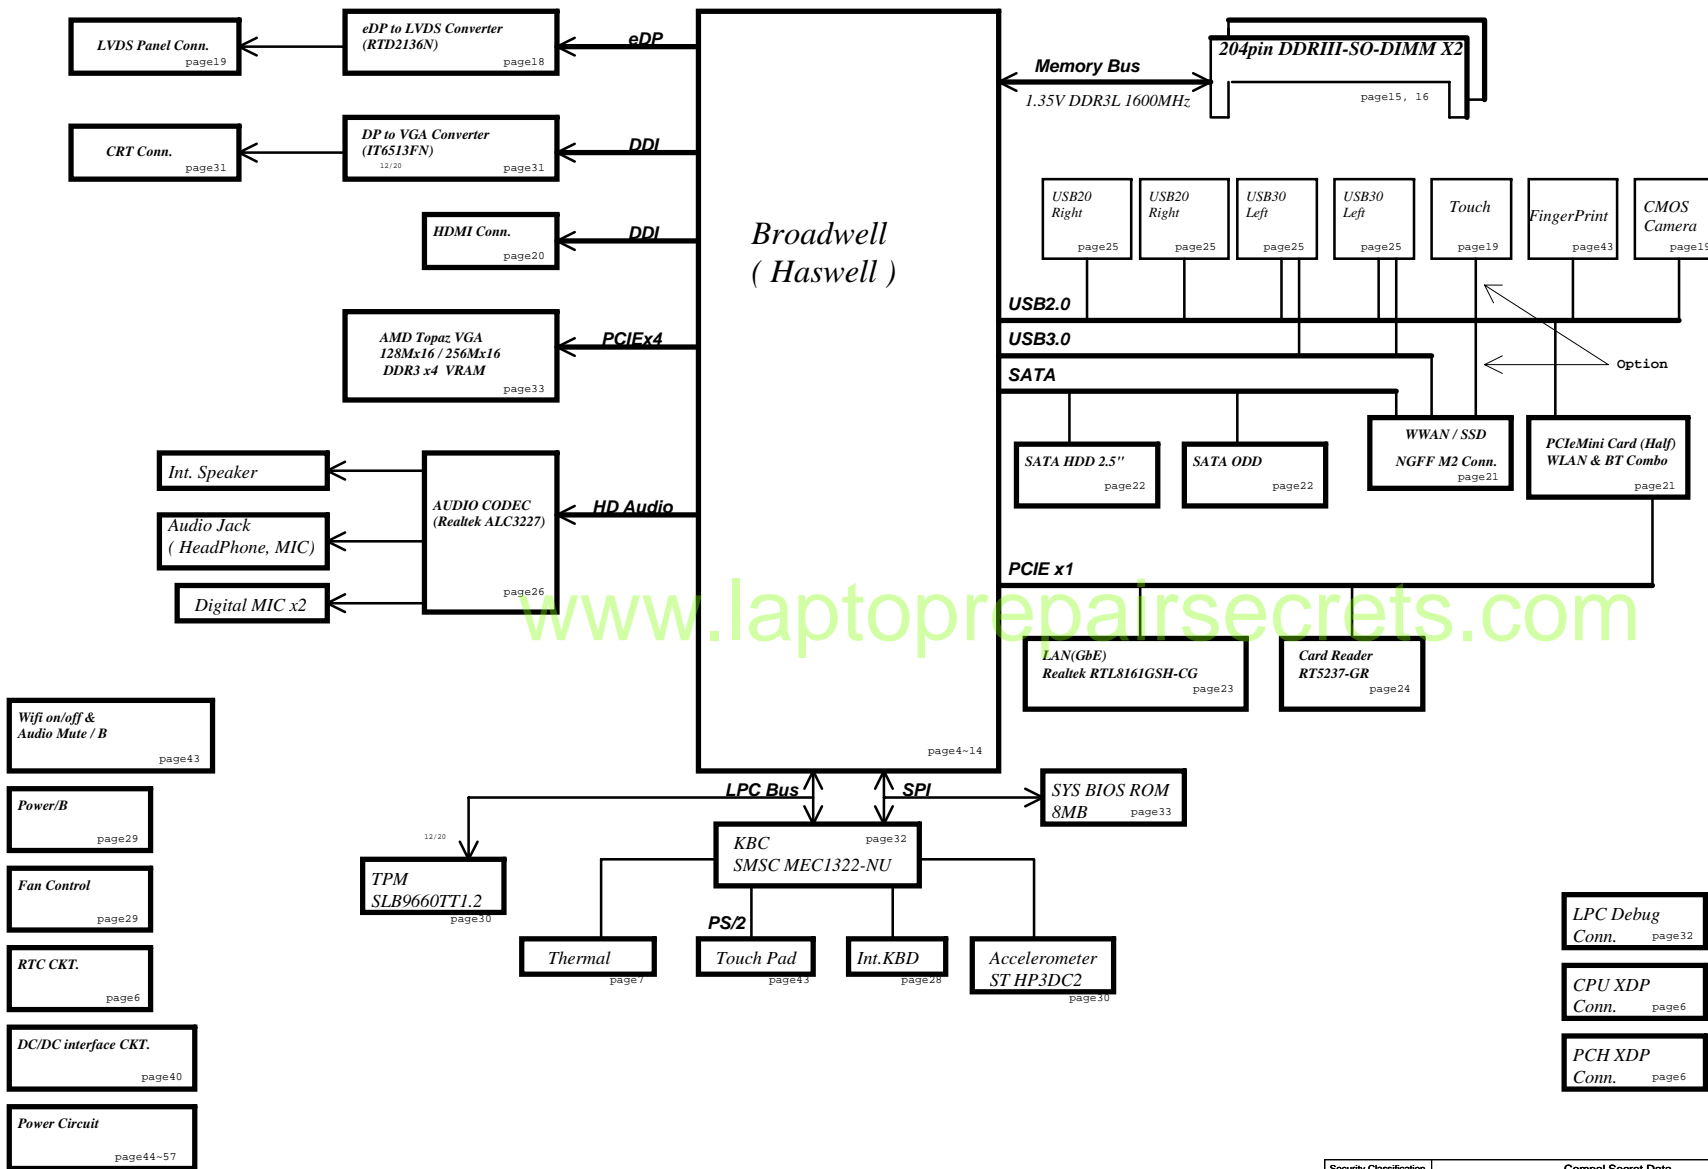 LVDS Panel Conn.
page19
eDP to LVDS Converter
(RTD2136N)
page18
eDP
CRT Conn.
page31
DP to VGA Converter
(IT6513FN)
12/20
page31
DDI
HDMI Conn.
page20
DDI
AMD Topaz VGA
128Mx16 / 256Mx16
DDR3 x4 VRAM
page33
PCIEx4
Int. Speaker
Audio Jack
( HeadPhone, MIC)
Digital MIC x2
AUDIO CODEC
(Realtek ALC3227)
page26
HD Audio
Broadwell
( Haswell )
page4~14
Memory Bus
1.35V DDR3L 1600MHz
204pin DDRIII-SO-DIMM X2
page15, 16
USB20
Right
page25
USB20
Right
page25
USB30
Left
page25
USB30
Left
page25
Touch
page19
FingerPrint
page43
CMOS
Camera
page19
USB2.0
USB3.0
SATA
Option
SATA HDD 2.5"
page22
SATA ODD
page22
WWAN / SSD
NGFF M2 Conn.
page21
PCIeMini Card (Half)
WLAN & BT Combo
page21
PCIE x1
www.laptoprepairsecrets.com
LAN(GbE)
Realtek RTL8161GSH-CG
page23
Card Reader
RT5237-GR
page24
Wifi on/off &
Audio Mute / B
page43
Power/B
page29
Fan Control
page29
RTC CKT.
page6
DC/DC interface CKT.
page40
Power Circuit
page44~57
LPC Bus
SPI
SYS BIOS ROM
8MB
page33
12/20
TPM
SLB9660TT1.2
page30
KBC
page32
SMSC MEC1322-NU
PS/2
Thermal
page7
Touch Pad
page43
Int.KBD
page28
Accelerometer
ST HP3DC2
page30
LPC Debug
Conn.
page32
CPU XDP
Conn.
page6
PCH XDP
Conn.
page6
Security Classification
Compal Secret Data